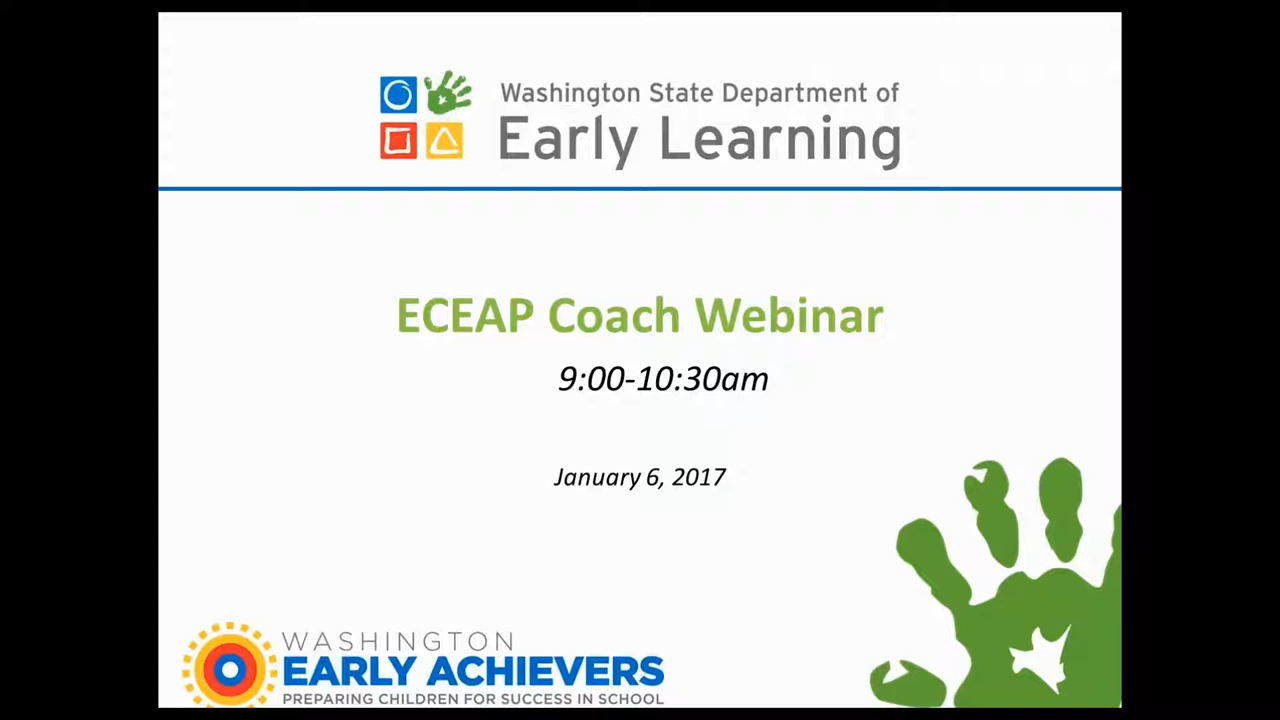 Washington State Department of
Early Learning
ECEAP Coach Webinar
9:00-10:30am
January 6, 2017
WASHINGTON
EARLY ACHIEVERS
PREPARING CHILDREN FOR SUCCESS IN SCHOOL